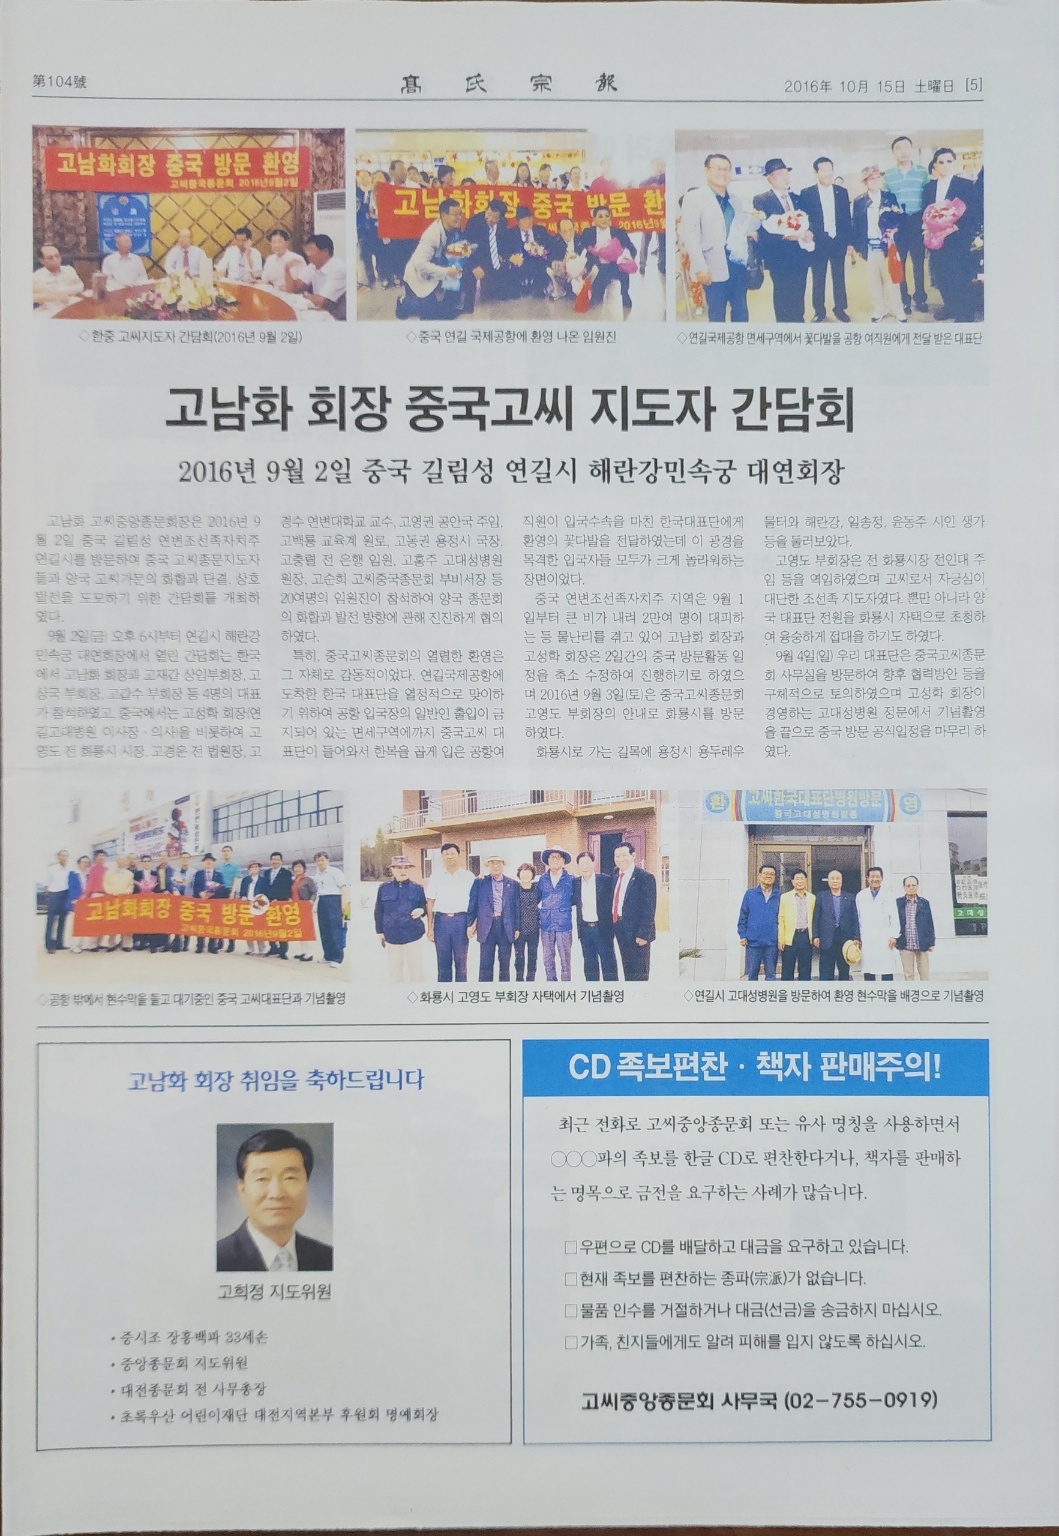 第104號
高氏宗報
2016年 10月 15日 土曜日 [5]
고남화회장 중국 방문 환영
고씨중국종문회 2016년9월2일
고남화회장 중국 방문 환
2016년9월
◇한중 고씨지도자 간담회(2016년 9월 2일)
◇중국 연길 국제공항에 환영 나온 임원진
◇연길국제공항 면세구역에서 꽃다발을 공항 여직원에게 전달 받은 대표단
고남화 회장 중국고씨 지도자 간담회
2016년 9월 2일 중국 길림성 연길시 해란강민속궁 대연회장
고남화 고씨중앙종문회장은 2016년 9
월 2일 중국 길림성 연변조선족자치주
연길시를 방문하여 중국 고씨종문지도자
들과 양국 고씨가문의 화합과 단결, 상호
발전을 도모하기 위한 간담회를 개최하
였다.
9월 2일(금) 오후 6시부터 연길시 해란강
민속궁 대연회장에서 열린 간담회는 한국
에서 고남화 회장과 고재갑 상임부회장, 고
상국 부회장, 고갑수 부회장 등 4명의 대표
가 참석하였고, 중국에서는 고성학 회장(연
길고대병원 이사장·의사)을 비롯하여 고
영도 전 화룡시 시장, 고경운 전 법원장, 고
경수 연변대학교 교수, 고영권 공안국 주임,
고백룡 교육계 원로, 고동권 용정시 국장,
고충렬 전 은행 임원, 고홍주 고대성병원
원장, 고순희 고씨중국종문회 부비서장 등
20여명의 임원진이 참석하여 양국 종문회
의 화합과 발전 방향에 관해 진진하게 협의
하였다.
특히, 중국고씨종문회의 열렬한 환영은
그 자체로 감동적이었다. 연길국제공항에
도착한 한국 대표단을 열정적으로 맞이하
기 위하여 공항 입국장의 일반인 출입이 금
지되어 있는 면세구역에까지 중국고씨 대
표단이 들어와서 한복을 곱게 입은 공항여
직원이 입국수속을 마친 한국대표단에게
환영의 꽃다발을 전달하였는데 이 광경을
목격한 입국자들 모두가 크게 놀라워하는
장면이었다.
중국 연변조선족자치주 지역은 9월 1
일부터 큰 비가 내려 2만여 명이 대피하
는 등 물난리를 겪고 있어 고남화 회장과
고성학 회장은 2일간의 중국 방문활동 일
정을 축소 수정하여 진행하기로 하였으
며 2016년 9월 3일(토)은 중국고씨종문회
고영도 부회장의 안내로 화룡시를 방문
하였다.
화룡시로 가는 길목에 용정시 용두레우
물터와 해란강, 일송정, 윤동주 시인 생가
등을 둘러보았다.
고영도 부회장은 전 화룡시장 전인대 주
임 등을 역임하였으며 고씨로서 자긍심이
대단한 조선족 지도자였다. 뿐만 아니라 양
국 대표단 전원을 화룡시 자택으로 초청하
여 융숭하게 접대을 하기도 하였다.
9월 4일(일) 우리 대표단은 중국고씨종문
회 사무실을 방문하여 향후 협력방안 등을
구체적으로 토의하였으며 고성화 회장이
경영하는 고대성병원 정문에서 기념촬영
을 끝으로 중국 방문 공식일정을 마무리 하
였다.
고남화회장 중국 방문 환영
고씨중국종문회 2016년9월2일
환
고씨한국대표단병원방문
중국고대성병원일동
영
고대성
◇공항 밖에서 현수막을 들고 대기중인 중국 고씨대표단과 기념촬영
◇화룡시 고영도 부회장 자택에서 기념촬영
◇연길시 고대성병원을 방문하여 환영 현수막을 배경으로 기념촬영
고남화 회장 취임을 축하드립니다
고희정 지도위원
• 중시조 장흥백파 33세손
• 중앙종문회 지도위원
• 대전종문회 전 사무총장
• 초록우산 어린이재단 대전지역본부 후원회 명예회장
CD 족보편찬 · 책자 판매주의!
최근 전화로 고씨중앙종문회 또는 유사 명칭을 사용하면서
○○○파의 족보를 한글 CD로 편찬한다거나, 책자를 판매하
는 명목으로 금전을 요구하는 사례가 많습니다.
□우편으로 CD를 배달하고 대금을 요구하고 있습니다.
□현재 족보를 편찬하는 종파(宗派)가 없습니다.
□물품 인수를 거절하거나 대금(선금)을 송금하지 마십시오.
□가족, 친지들에게도 알려 피해를 입지 않도록 하십시오.
고씨중앙종문회 사무국 (02-755-0919)